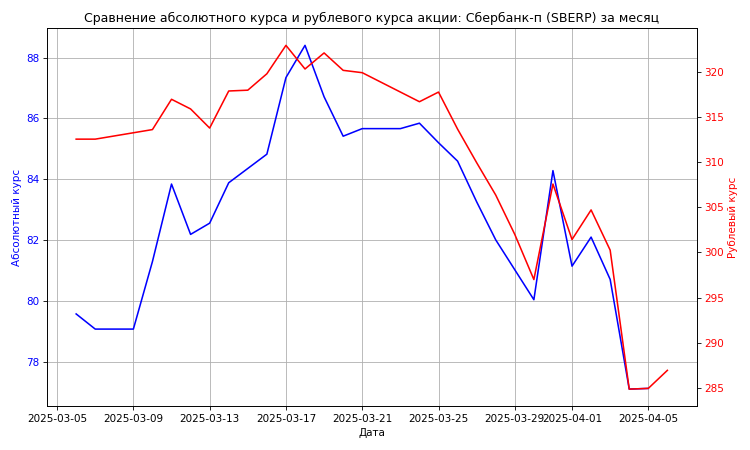 Сравнение абсолютного курса и рублевого курса акции: Сбербанк-п (SBERP) за месяц
Абсолютный курс
88
86
84
82
80
78
320
315
310
305
300
295
290
285
Рублевый курс
2025-03-05 2025-03-09 2025-03-13 2025-03-17 2025-03-21 2025-03-25 2025-03-29 2025-04-01 2025-04-05
Дата